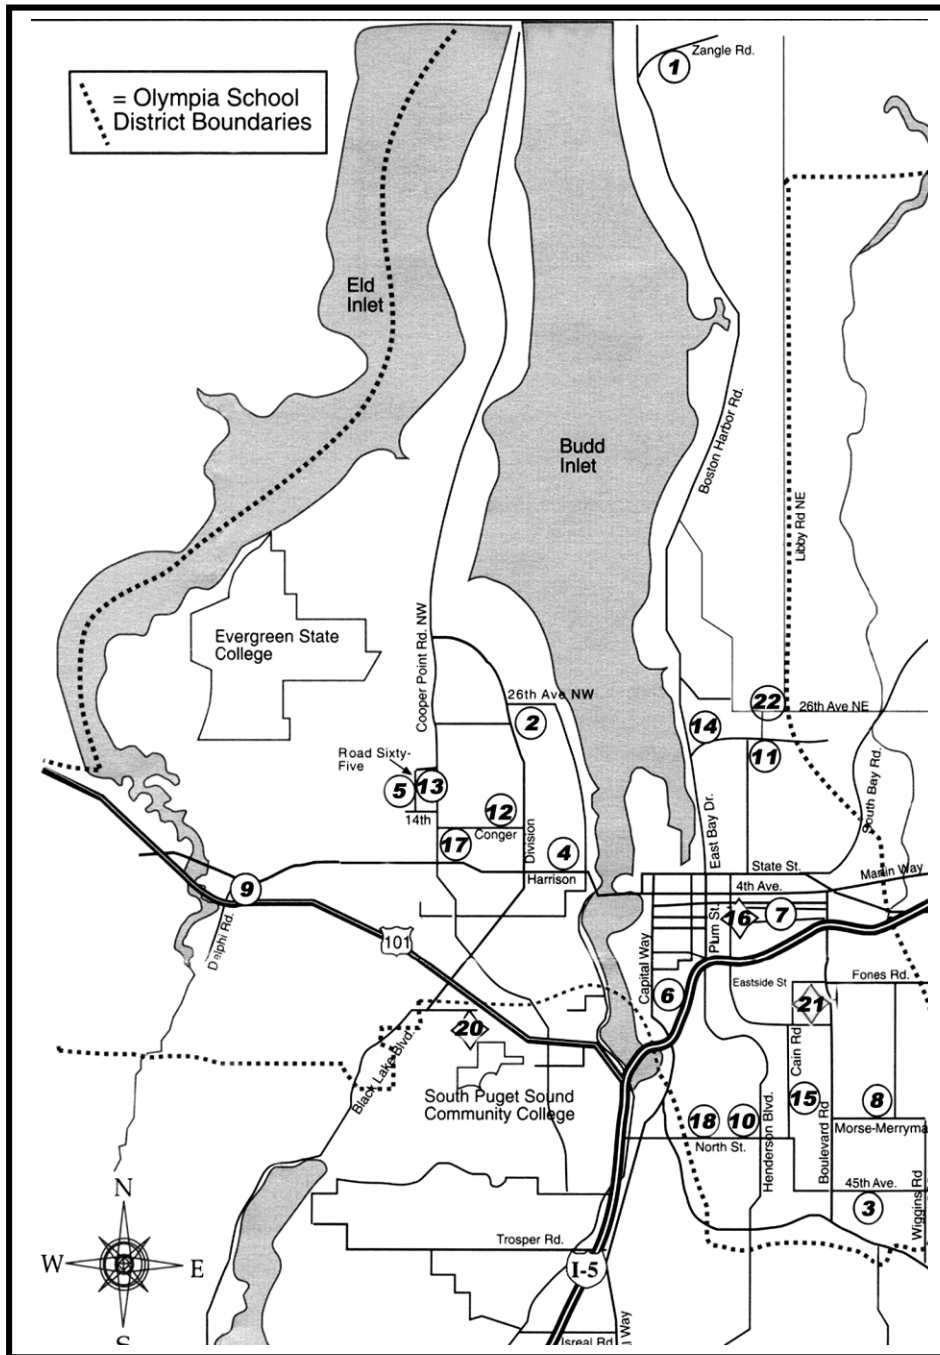 Zangle Rd.
1
= Olympia School
District Boundaries
Eld
Inlet
Budd
Inlet
Boston Harbor Rd.
Libby Rd NE
Evergreen State
College
Cooper Point Rd. NW
26th Ave NW
2
22
26th Ave NE
14
11
Road Sixty-
Five
5
13
14th
12
Conger
17
Division
4
Harrison
East Bay Dr.
South Bay Rd.
State St.
Martin Way
4th Ave.
9
Delphi Rd.
101
Plum St.
16
7
Capital Way
6
Eastside St
Fones Rd.
21
20
Black Lake Blvd.
Cain Rd
South Puget Sound
Community College
15
8
Morse-Merryma
18
10
North St.
Henderson Blvd.
Boulevard Rd
45th Ave.
3
Wiggins Rd
N
W
E
S
Trosper Rd.
I-5
Isreal Rd
Way